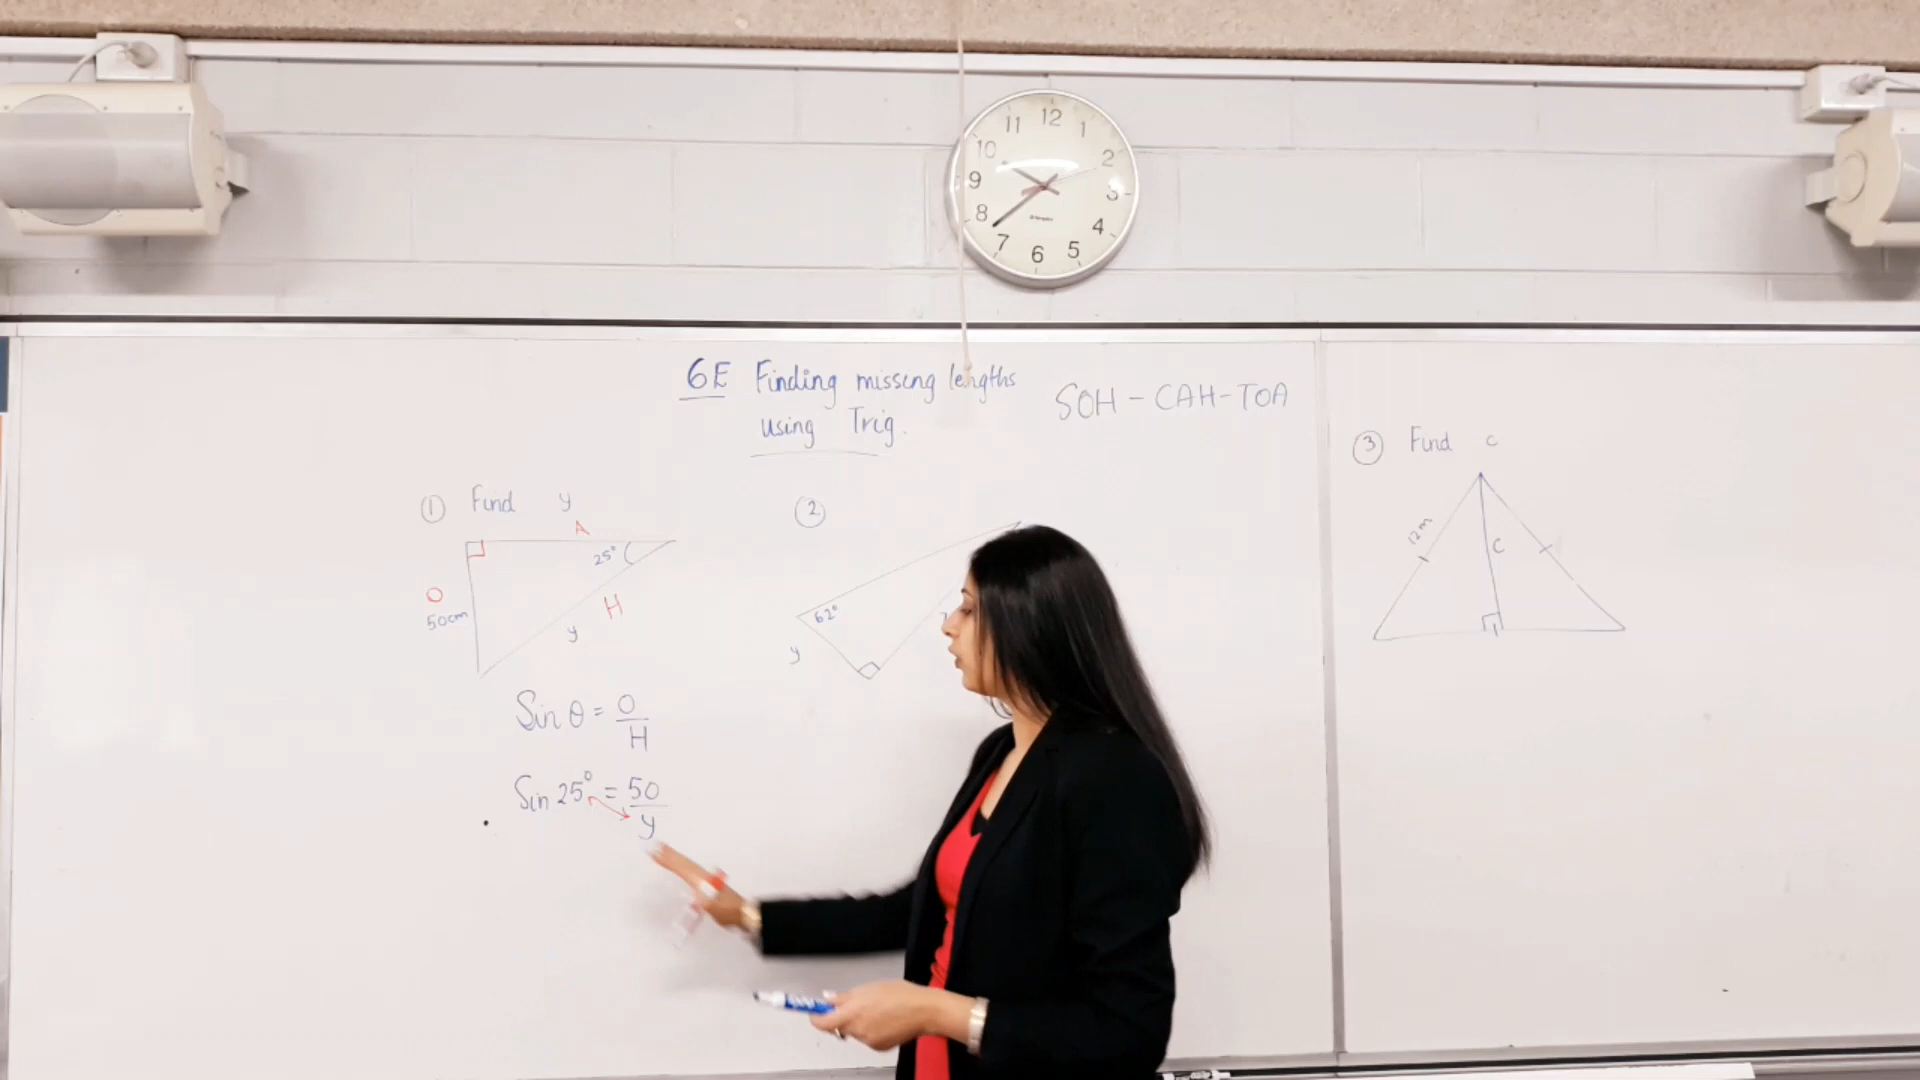 12
11
1
10
2
9
3
8
4
7
5
6
6E Finding missing lengths
using Trig.
SOH - CAH - TOA
① Find y
A
25°
O
50cm
H
y
Sin θ = O
H
Sin 25° = 50
y
②
62°
y
③ Find c
12m
c